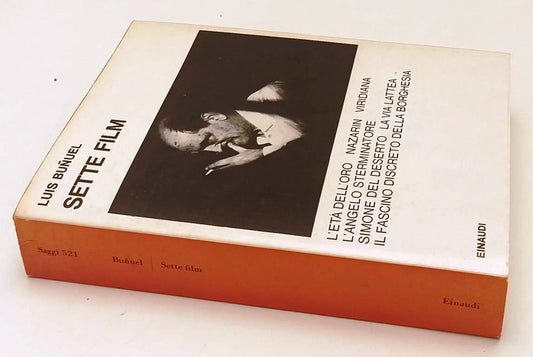 LUIS BUÑUEL
SETTE FILM
L'ETÀ DELL'ORO NAZARIN VIRIDIANA
L'ANGELO STERMINATORE
SIMONE DEL DESERTO LA VIA LATTEA
IL FASCINO DISCRETO DELLA BORGHESIA
EINAUDI
Saggi 521
Buñuel | Sette film
Einaudi